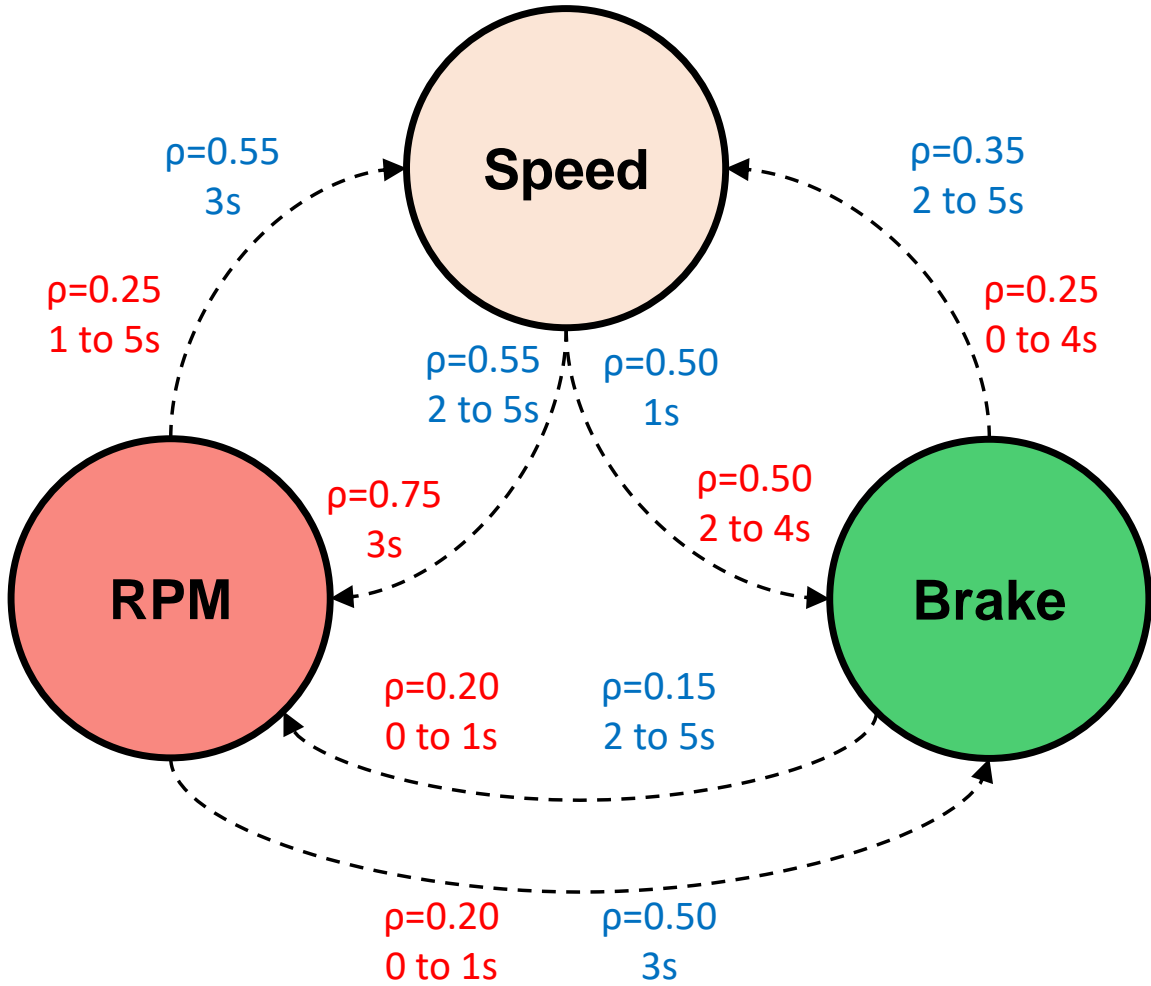 Speed
ρ=0.55
3s
ρ=0.35
2 to 5s
ρ=0.25
1 to 5s
ρ=0.25
0 to 4s
ρ=0.55
2 to 5s
ρ=0.50
1s
ρ=0.75
3s
ρ=0.50
2 to 4s
RPM
Brake
ρ=0.20
0 to 1s
ρ=0.15
2 to 5s
ρ=0.20
0 to 1s
ρ=0.50
3s